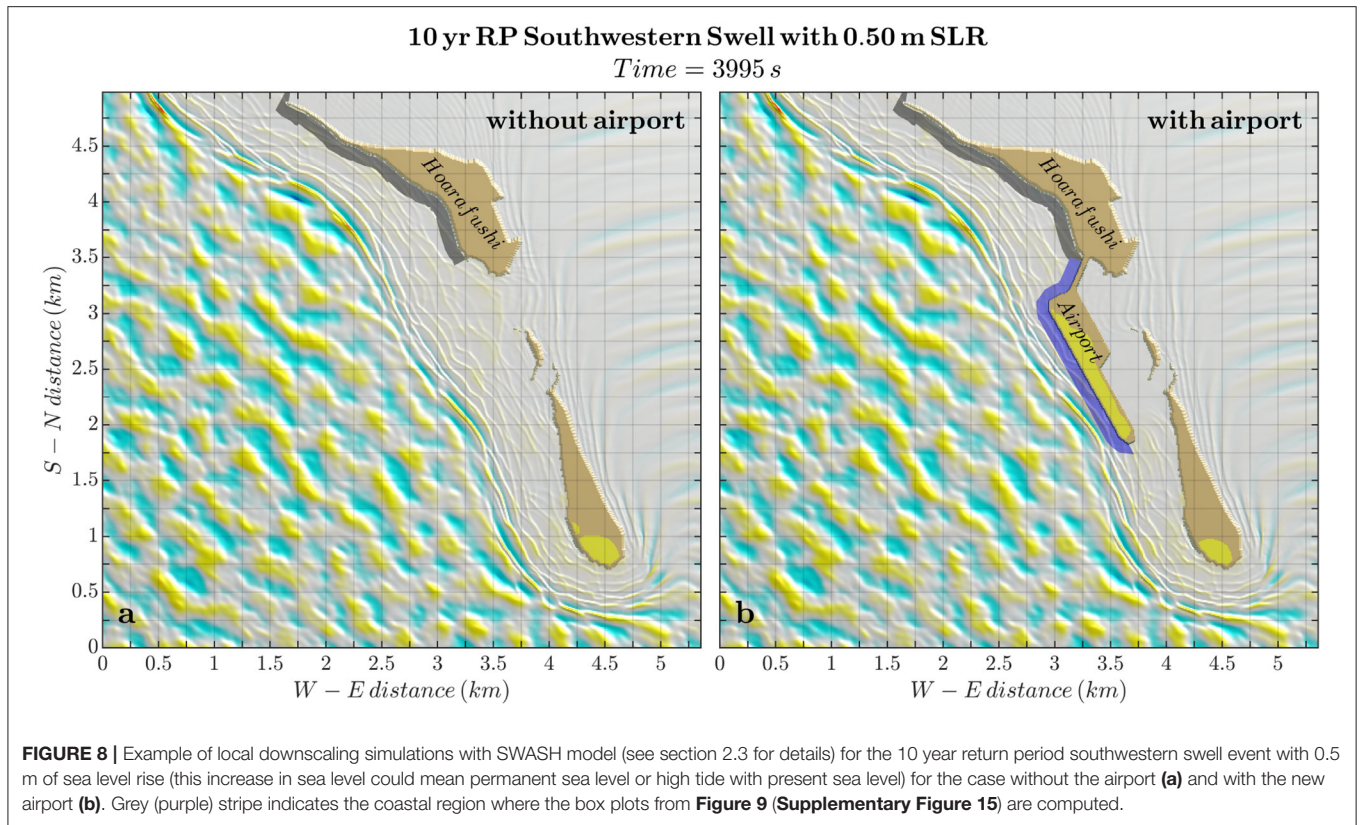 10 yr RP Southwestern Swell with 0.50 m SLR
Time = 3995 s
without airport
Hoarafushi
a
S − N distance (km)
4.5
4
3.5
3
2.5
2
1.5
1
0.5
0
0 0.5 1 1.5 2 2.5 3 3.5 4 4.5 5
W − E distance (km)
with airport
Hoarafushi
Airport
b
0 0.5 1 1.5 2 2.5 3 3.5 4 4.5 5
W − E distance (km)
FIGURE 8 | Example of local downscaling simulations with SWASH model (see section 2.3 for details) for the 10 year return period southwestern swell event with 0.5
m of sea level rise (this increase in sea level could mean permanent sea level or high tide with present sea level) for the case without the airport (a) and with the new
airport (b). Grey (purple) stripe indicates the coastal region where the box plots from Figure 9 (Supplementary Figure 15) are computed.